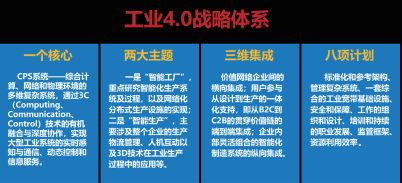 工业4.0战略体系
一个核心
CPS系统——综合计
算、网络和物理环境的
多维复杂系统，通过3C
（Computing、
Communication、
Control）技术的有机
融合与深度协作，实现
大型工业系统的实时感
知与通信、动态控制和
信息服务。
两大主题
一是“智能工厂”，
重点研究智能化生产系
统及过程，以及网络化
分布式生产设施的实现；
二是“智能生产”，主
要涉及整个企业的生产
物流管理、人机互动以
及3D技术在工业生产
过程中的应用等。
三维集成
价值网络企业间的
横向集成；用户参与
从设计到生产的一体
化支持，即从B2C到
C2B的贯穿价值链的
端到端集成；企业内
部灵活组合的智能化
制造系统的纵向集成。
八项计划
标准化和参考架构、
管理复杂系统、一套综
合的工业宽带基础设施、
安全和保障、工作的组
织和设计、培训和持续
的职业发展、监管框架、
资源利用效率。